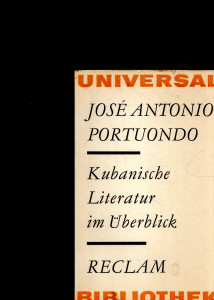 UNIVERSAL
JOSÉ ANTONIO
PORTUONDO
Kubanische
Literatur
im Überblick
RECLAM
BIBLIOTHEK